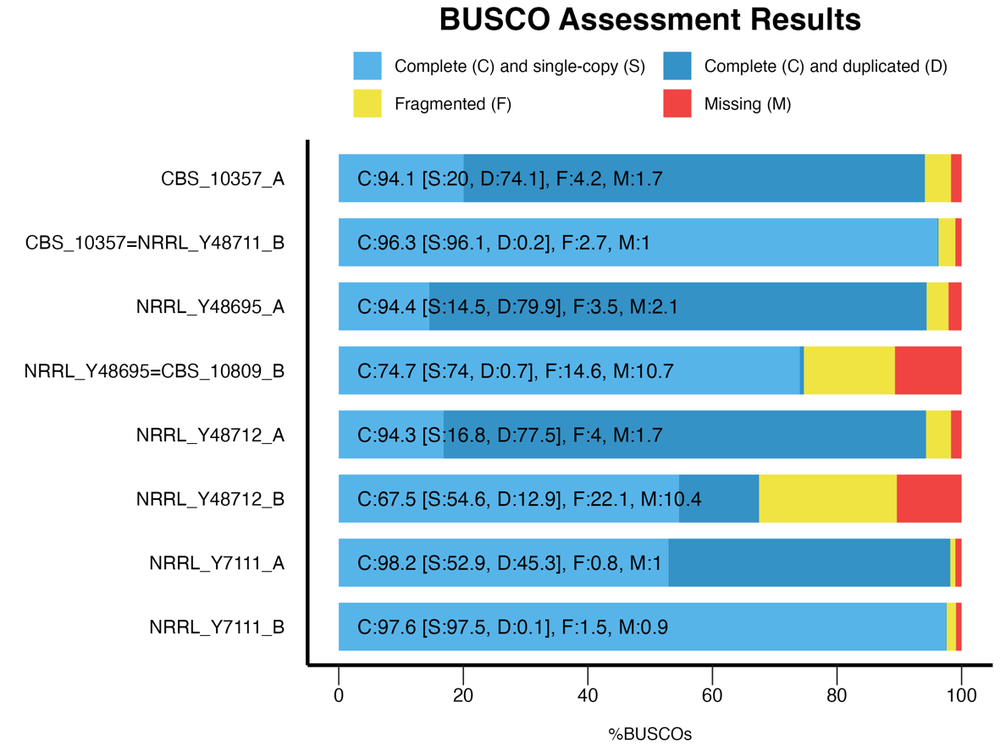 BUSCO Assessment Results
Complete (C) and single-copy (S)
Complete (C) and duplicated (D)
Fragmented (F)
Missing (M)
CBS_10357_A
C:94.1 [S:20, D:74.1], F:4.2, M:1.7
CBS_10357=NRRL_Y48711_B
C:96.3 [S:96.1, D:0.2], F:2.7, M:1
NRRL_Y48695_A
C:94.4 [S:14.5, D:79.9], F:3.5, M:2.1
NRRL_Y48695=CBS_10809_B
C:74.7 [S:74, D:0.7], F:14.6, M:10.7
NRRL_Y48712_A
C:94.3 [S:16.8, D:77.5], F:4, M:1.7
NRRL_Y48712_B
C:67.5 [S:54.6, D:12.9], F:22.1, M:10.4
NRRL_Y7111_A
C:98.2 [S:52.9, D:45.3], F:0.8, M:1
NRRL_Y7111_B
C:97.6 [S:97.5, D:0.1], F:1.5, M:0.9
0 20 40 60 80 100
%BUSCOs